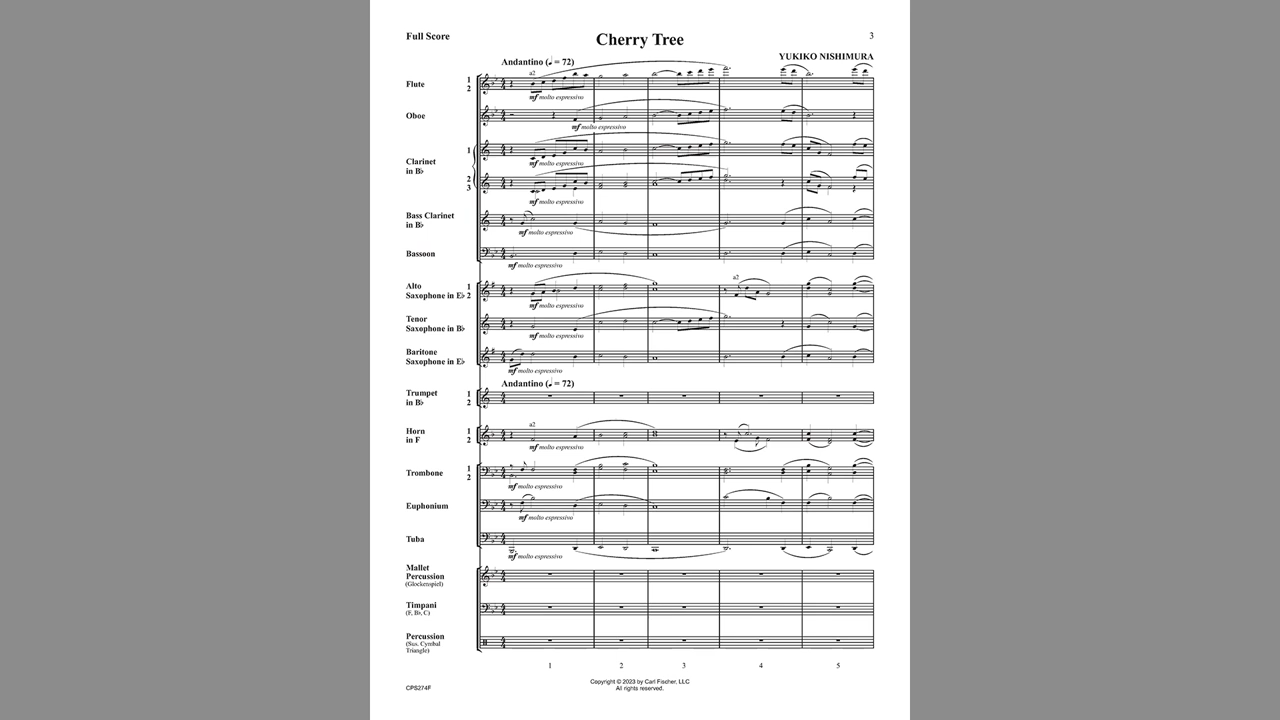 Full Score
Cherry Tree
3
YUKIKO NISHIMURA
Andantino (♩ = 72)
Flute 1 2
a2
mf molto espressivo
Oboe
mf molto espressivo
Clarinet in B♭ 1
mf molto espressivo
2 3
mf molto espressivo
Bass Clarinet in B♭
mf molto espressivo
Bassoon
mf molto espressivo
Alto 1
Saxophone in E♭ 2
a2
mf molto espressivo
Tenor
Saxophone in B♭
mf molto espressivo
Baritone
Saxophone in E♭
mf molto espressivo
Andantino (♩ = 72)
Trumpet 1
in B♭ 2
Horn 1
in F 2
a2
mf molto espressivo
Trombone 1 2
mf molto espressivo
Euphonium
mf molto espressivo
Tuba
mf molto espressivo
Mallet
Percussion
(Glockenspiel)
Timpani
(F, B♭, C)
Percussion
(Sus. Cymbal
Triangle)
1 2 3 4 5
CPS274F
Copyright © 2023 by Carl Fischer, LLC
All rights reserved.